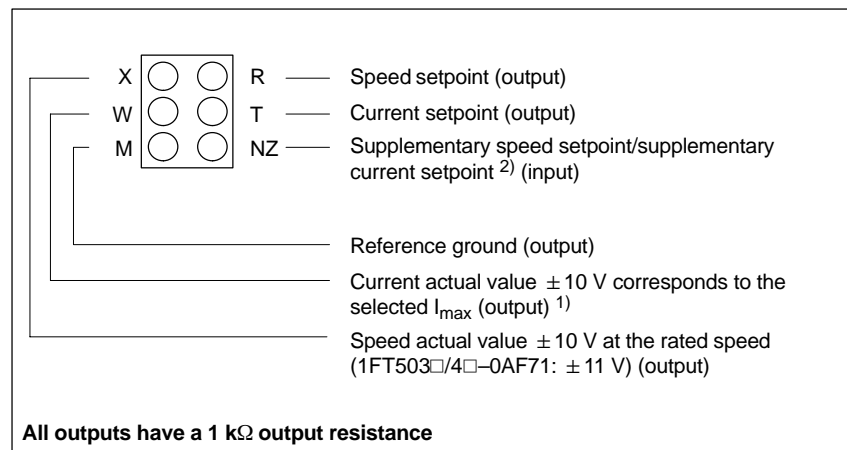 X R Speed setpoint (output)
W T Current setpoint (output)
M NZ Supplementary speed setpoint/supplementary
current setpoint 2) (input)
Reference ground (output)
Current actual value ± 10 V corresponds to the
selected Imax (output) 1)
Speed actual value ± 10 V at the rated speed
(1FT503□/4□–0AF71: ± 11 V) (output)
All outputs have a 1 kΩ output resistance